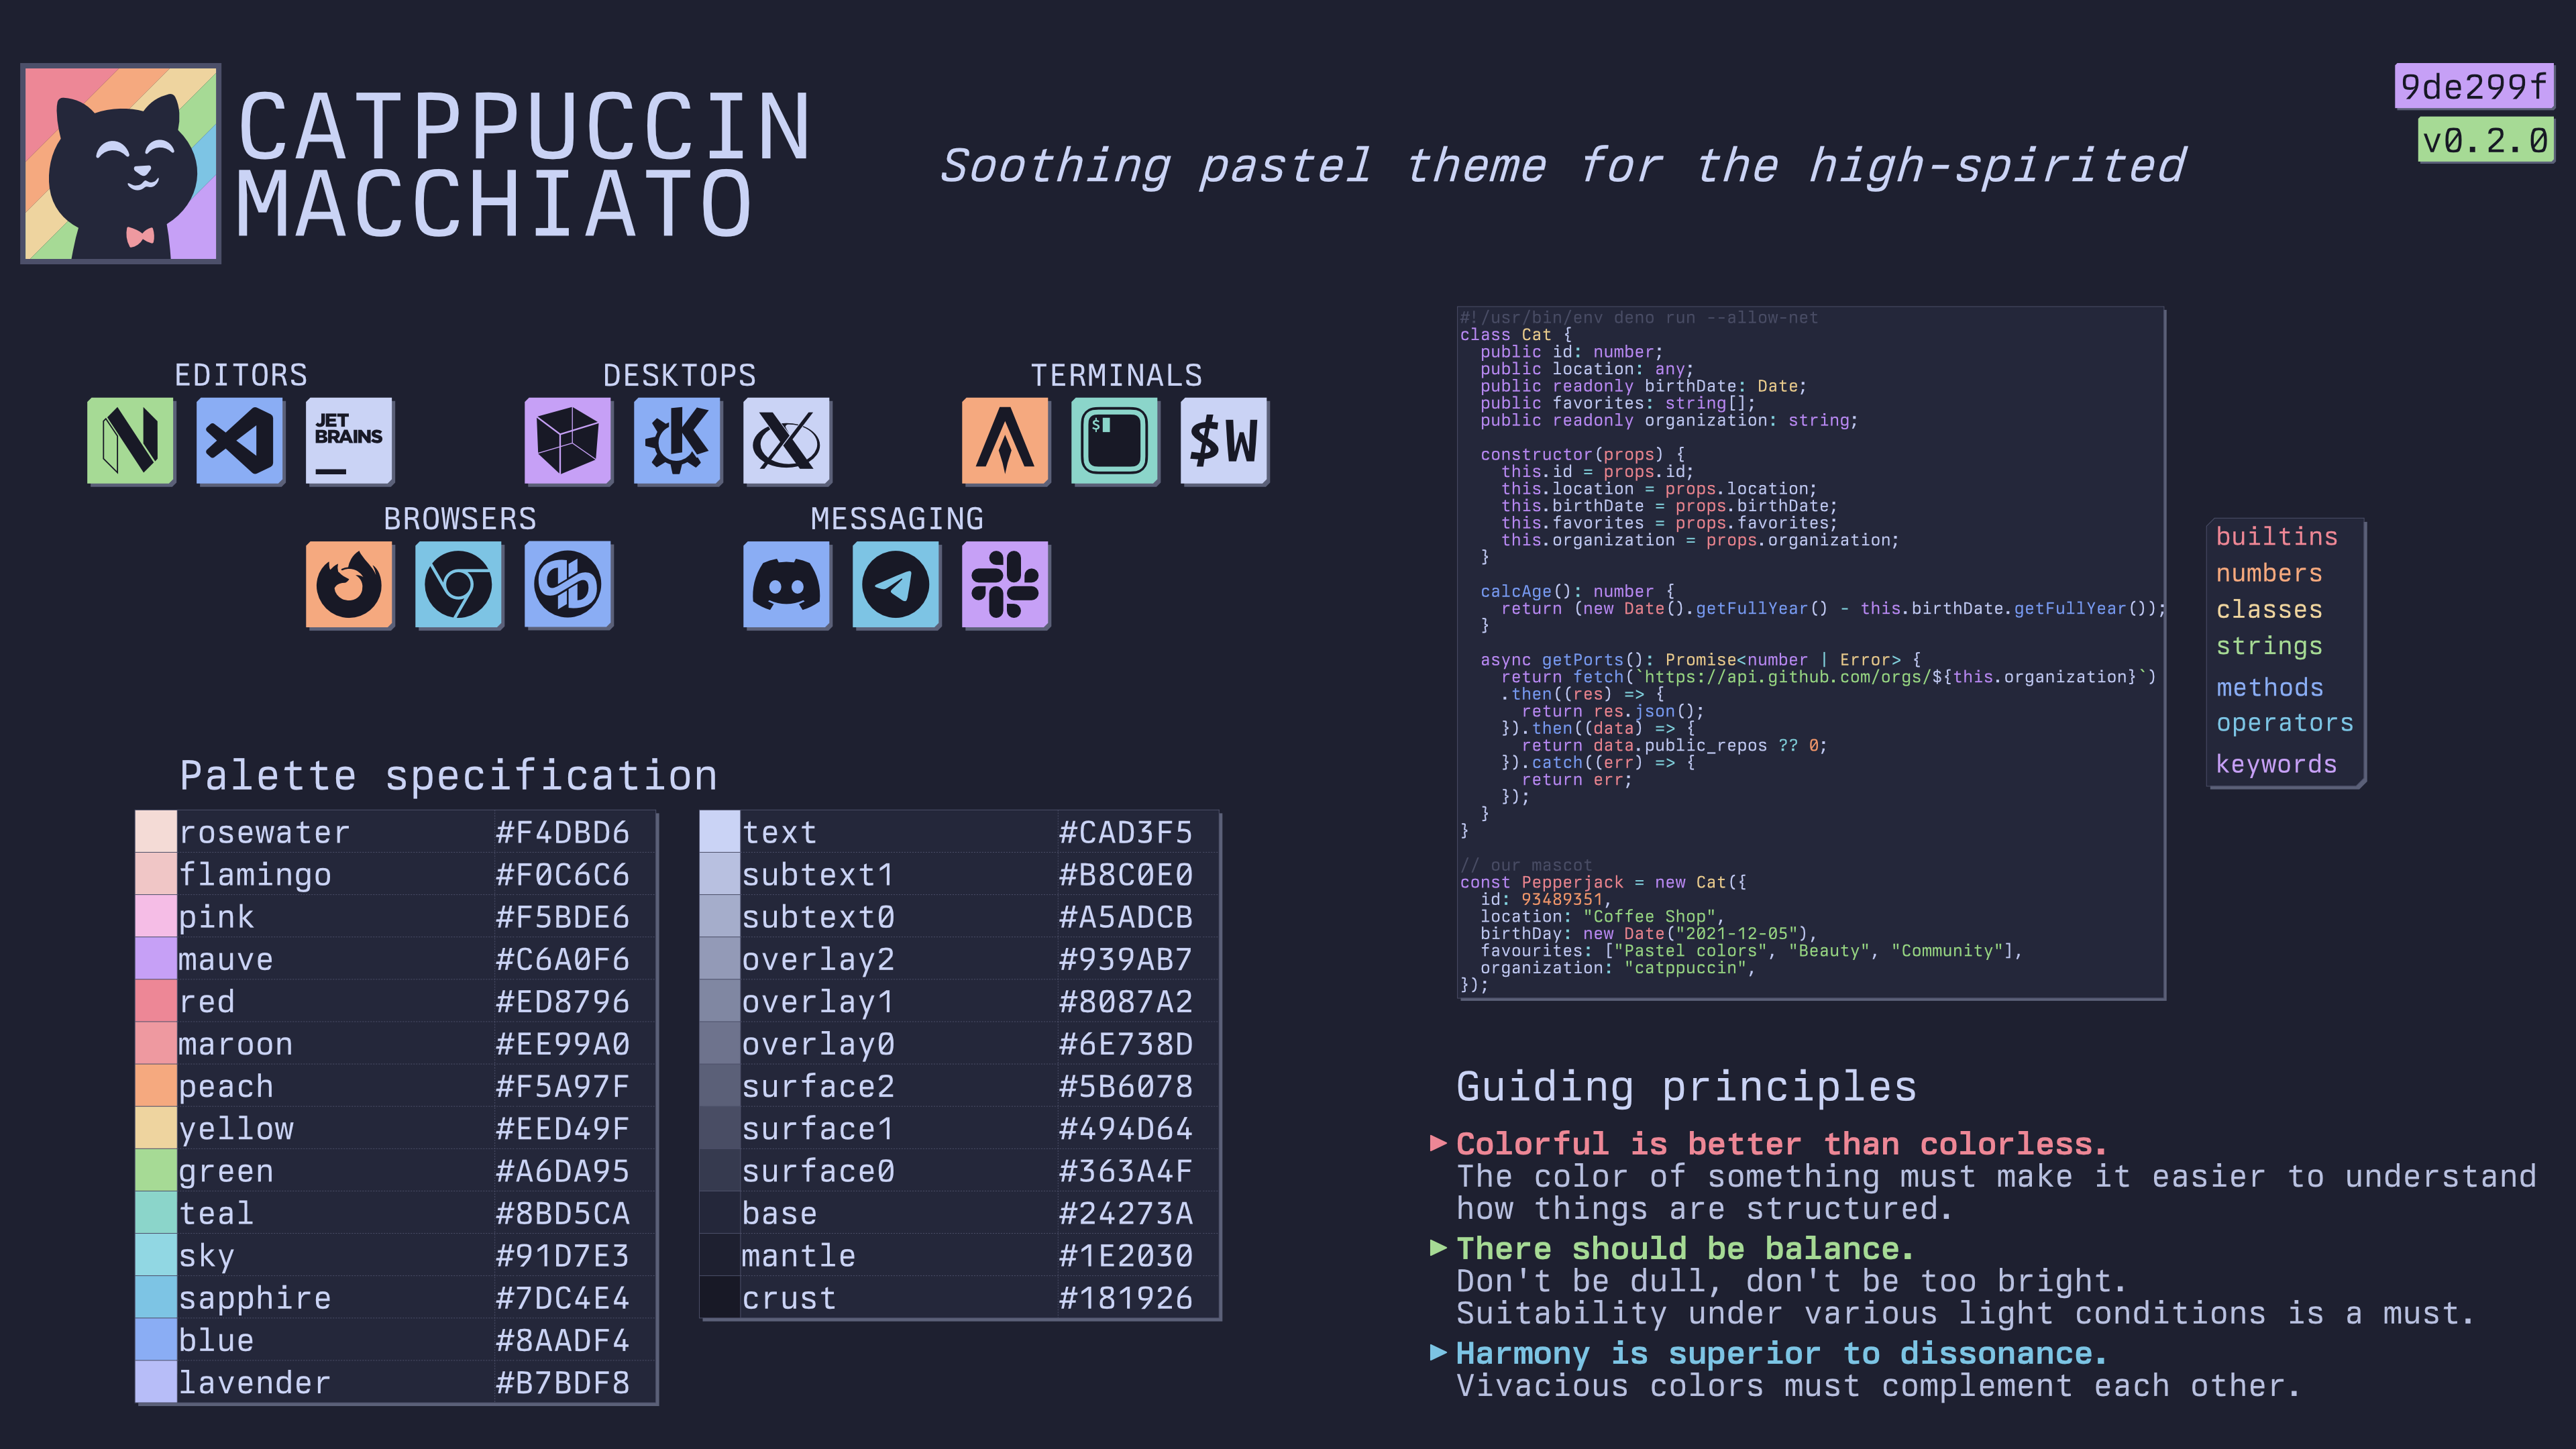 CATPPUCCIN
MACCHIATO
Soothing pastel theme for the high-spirited
9de299f
v0.2.0
EDITORS
JET
BRAINS
DESKTOPS
TERMINALS
$
$W
BROWSERS
MESSAGING
Palette specification
rosewater #F4DBD6
flamingo #F0C6C6
pink #F5BDE6
mauve #C6A0F6
red #ED8796
maroon #EE99A0
peach #F5A97F
yellow #EED49F
green #A6DA95
teal #8BD5CA
sky #91D7E3
sapphire #7DC4E4
blue #8AADF4
lavender #B7BDF8
text #CAD3F5
subtext1 #B8C0E0
subtext0 #A5ADCB
overlay2 #939AB7
overlay1 #8087A2
overlay0 #6E738D
surface2 #5B6078
surface1 #494D64
surface0 #363A4F
base #24273A
mantle #1E2030
crust #181926
#!/usr/bin/env deno run --allow-net
class Cat {
  public id: number;
  public location: any;
  public readonly birthDate: Date;
  public favorites: string[];
  public readonly organization: string;
  constructor(props) {
    this.id = props.id;
    this.location = props.location;
    this.birthDate = props.birthDate;
    this.favorites = props.favorites;
    this.organization = props.organization;
  }
  calcAge(): number {
    return (new Date().getFullYear() - this.birthDate.getFullYear());
  }
  async getPorts(): Promise<number | Error> {
    return fetch(`https://api.github.com/orgs/${this.organization}`)
    .then((res) => {
      return res.json();
    }).then((data) => {
      return data.public_repos ?? 0;
    }).catch((err) => {
      return err;
    });
  }
}
// our mascot
const Pepperjack = new Cat({
  id: 93489351,
  location: "Coffee Shop",
  birthDay: new Date("2021-12-05"),
  favourites: ["Pastel colors", "Beauty", "Community"],
  organization: "catppuccin",
});
builtins
numbers
classes
strings
methods
operators
keywords
Guiding principles
Colorful is better than colorless.
The color of something must make it easier to understand
how things are structured.
There should be balance.
Don't be dull, don't be too bright.
Suitability under various light conditions is a must.
Harmony is superior to dissonance.
Vivacious colors must complement each other.